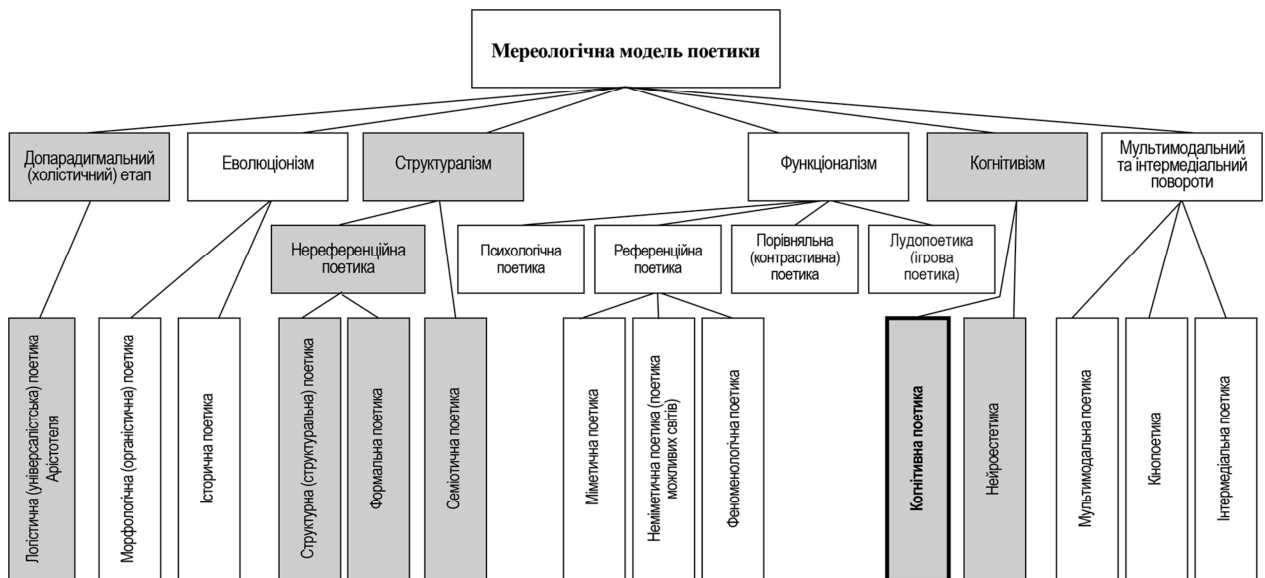 Мереологічна модель поетики
Допарадигмальний
(холістичний) етап
Еволюціонізм
Структуралізм
Функціоналізм
Когнітивізм
Мультимодальний
та інтермедіальний
повороти
Нереференційна
поетика
Психологічна
поетика
Референційна
поетика
Порівняльна
(контрастивна)
поетика
Лудопоетика
(ігрова
поетика)
Логістична (універсалістська) поетика
Арістотеля
Морфологічна (органістична) поетика
Історична поетика
Структурна (структуральна) поетика
Формальна поетика
Семіотична поетика
Міметична поетика
Неміметична поетика (поетика
можливих світів)
Феноменологічна поетика
Когнітивна поетика
Нейроестетика
Мультимодальна поетика
Кінопоетика
Інтермедіальна поетика